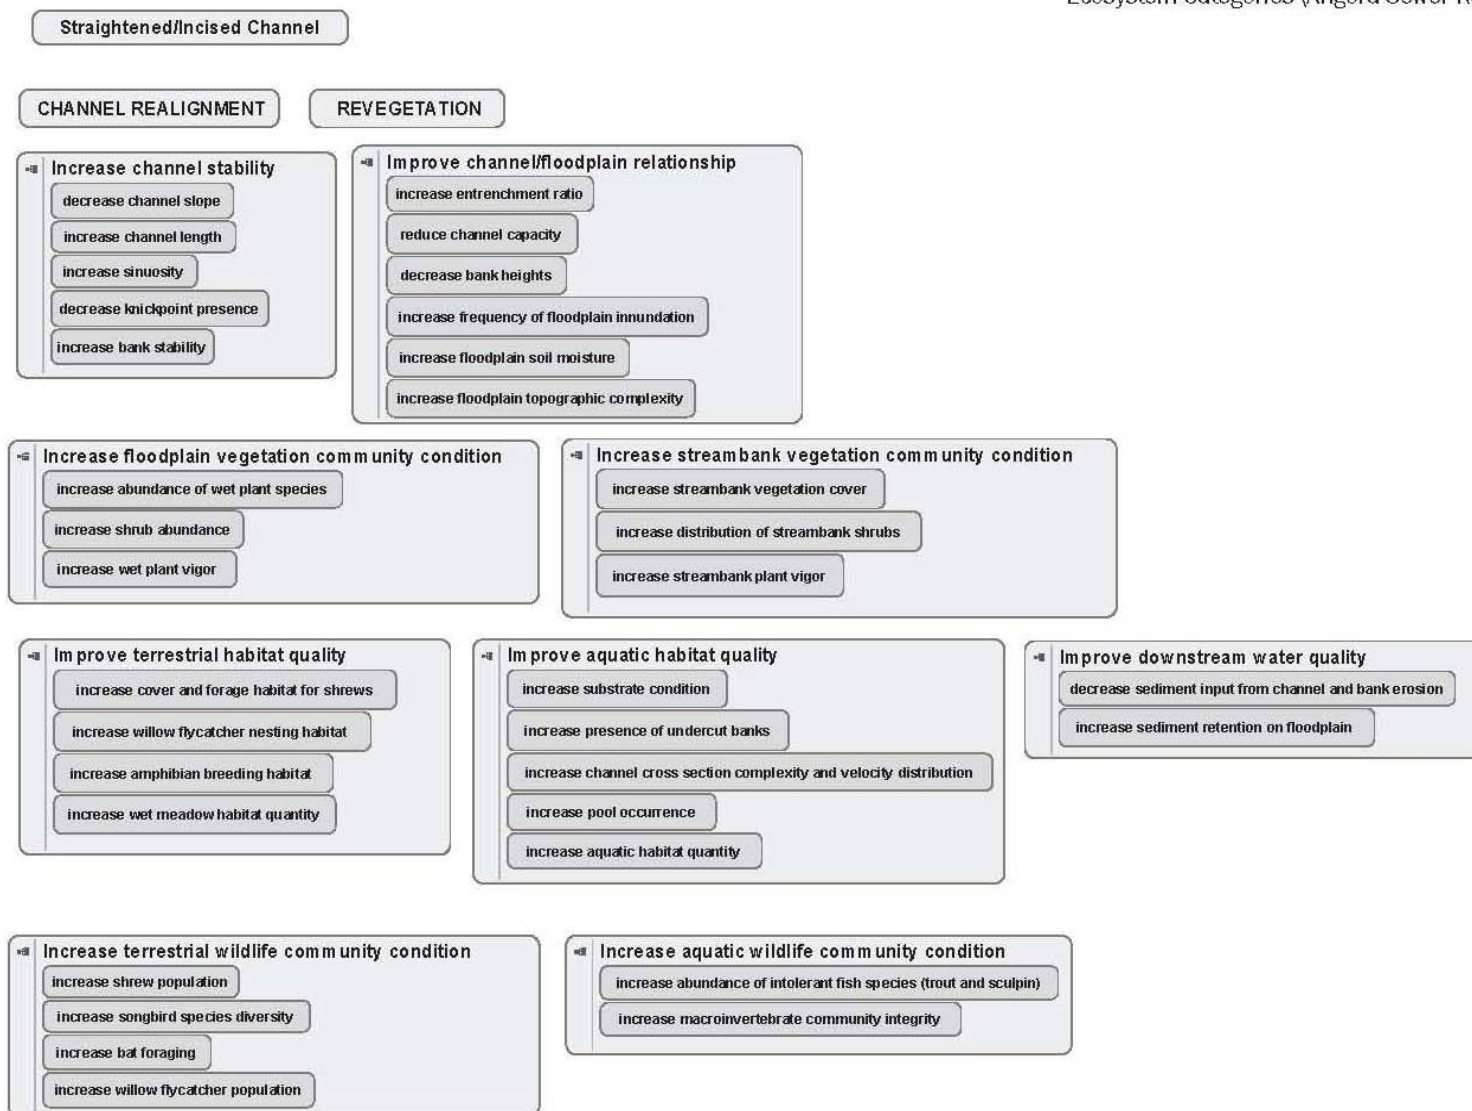 Ecosystem Categories (Angora Sewer
Straightened/Incised Channel
CHANNEL REALIGNMENT
REVEGETATION
Increase channel stability
decrease channel slope
increase channel length
increase sinuosity
decrease knickpoint presence
increase bank stability
Improve channel/floodplain relationship
increase entrenchment ratio
reduce channel capacity
decrease bank heights
increase frequency of floodplain innundation
increase floodplain soil moisture
increase floodplain topographic complexity
Increase floodplain vegetation community condition
increase abundance of wet plant species
increase shrub abundance
increase wet plant vigor
Increase streambank vegetation community condition
increase streambank vegetation cover
increase distribution of streambank shrubs
increase streambank plant vigor
Improve terrestrial habitat quality
increase cover and forage habitat for shrews
increase willow flycatcher nesting habitat
increase amphibian breeding habitat
increase wet meadow habitat quantity
Improve aquatic habitat quality
increase substrate condition
increase presence of undercut banks
increase channel cross section complexity and velocity distribution
increase pool occurrence
increase aquatic habitat quantity
Improve downstream water quality
decrease sediment input from channel and bank erosion
increase sediment retention on floodplain
Increase terrestrial wildlife community condition
increase shrew population
increase songbird species diversity
increase bat foraging
increase willow flycatcher population
Increase aquatic wildlife community condition
increase abundance of intolerant fish species (trout and sculpin)
increase macroinvertebrate community integrity